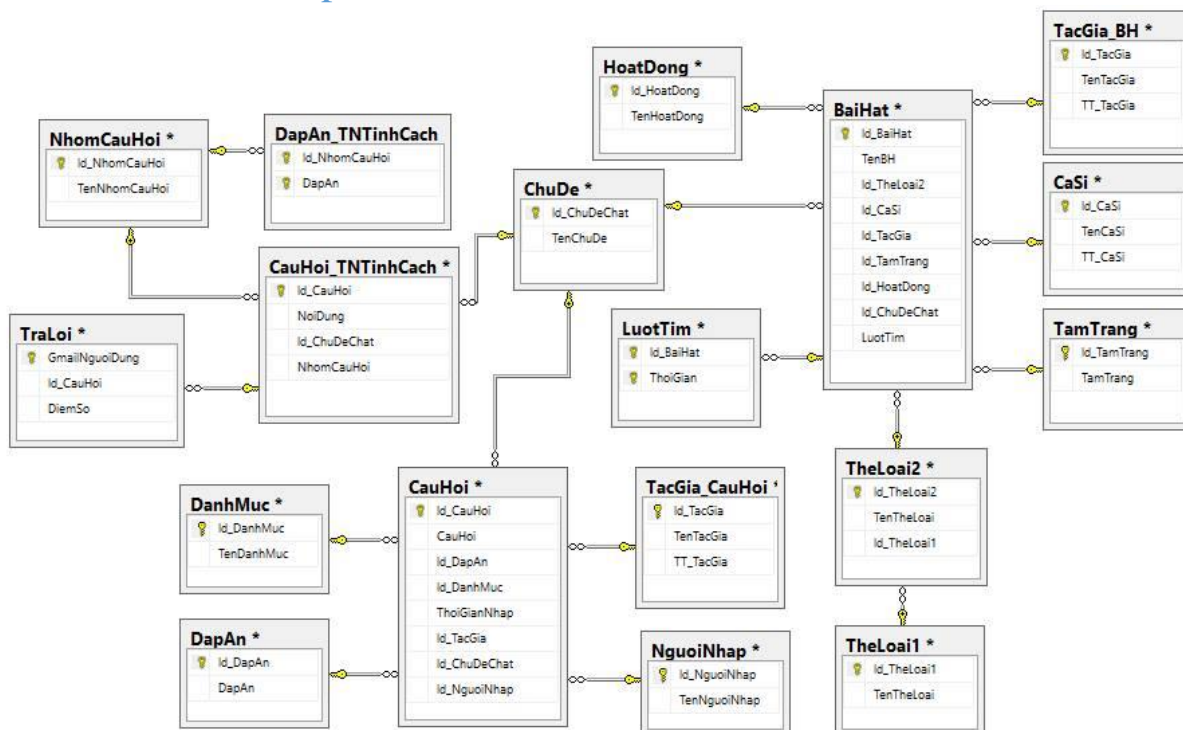 TacGia_BH *
Id_TacGia
TenTacGia
TT_TacGia
HoatDong *
Id_HoatDong
TenHoatDong
BaiHat *
Id_BaiHat
TenBH
Id_TheLoai2
Id_CaSi
Id_TacGia
Id_TamTrang
Id_HoatDong
Id_ChuDeChat
LuotTim
NhomCauHoi *
Id_NhomCauHoi
TenNhomCauHoi
DapAn_TNTinhCach
Id_NhomCauHoi
DapAn
ChuDe *
Id_ChuDeChat
TenChuDe
CaSi *
Id_CaSi
TenCaSi
TT_CaSi
CauHoi_TNTinhCach *
Id_CauHoi
NoiDung
Id_ChuDeChat
NhomCauHoi
TraLoi *
GmailNguoiDung
Id_CauHoi
DiemSo
LuotTim *
Id_BaiHat
ThoiGian
TamTrang *
Id_TamTrang
TamTrang
TheLoai2 *
Id_TheLoai2
TenTheLoai
Id_TheLoai1
DanhMuc *
Id_DanhMuc
TenDanhMuc
CauHoi *
Id_CauHoi
CauHoi
Id_DapAn
Id_DanhMuc
ThoiGianNhap
Id_TacGia
Id_ChuDeChat
Id_NguoiNhap
TacGia_CauHoi *
Id_TacGia
TenTacGia
TT_TacGia
DapAn *
Id_DapAn
DapAn
NguoiNhap *
Id_NguoiNhap
TenNguoiNhap
TheLoai1 *
Id_TheLoai1
TenTheLoai